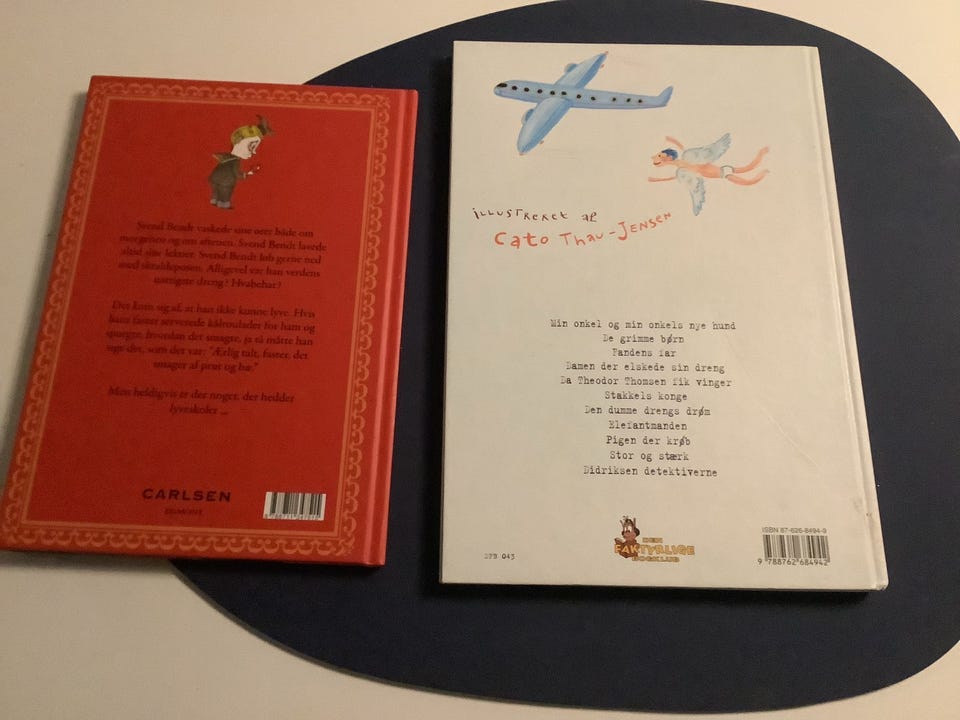 Svend Bendt vaskede sine ører både om
morgenen og om aftenen. Svend Bendt lavede
altid sine lektier. Svend Bendt løb gerne ned
med skraldeposen. Alligevel var han verdens
uartigste dreng! Hvabehar?
Det kom sig af, at han ikke kunne lyve. Hvis
hans faster serverede kålroulader for ham og
spurgte, hvordan det smagte, ja så måtte han
sige det, som det var: "Ærlig talt, faster, det
smager af prut og bæ."
Men heldigvis er der noget, der hedder
lyveskoler ...
CARLSEN
EGMONT
illustreret af
Cato Thau-Jensen
Min onkel og min onkels nye hund
De grimme børn
Fandens far
Damen der elskede sin dreng
Da Theodor Thomsen fik vinger
Stakkels konge
Den dumme drengs drøm
Elefantmanden
Pigen der krøb
Stor og stærk
Didriksen detektiverne
DFB 043
DEN
FAKTYRLIGE
BOGKLUB
ISBN 87-626-8494-9
9 788762 684942